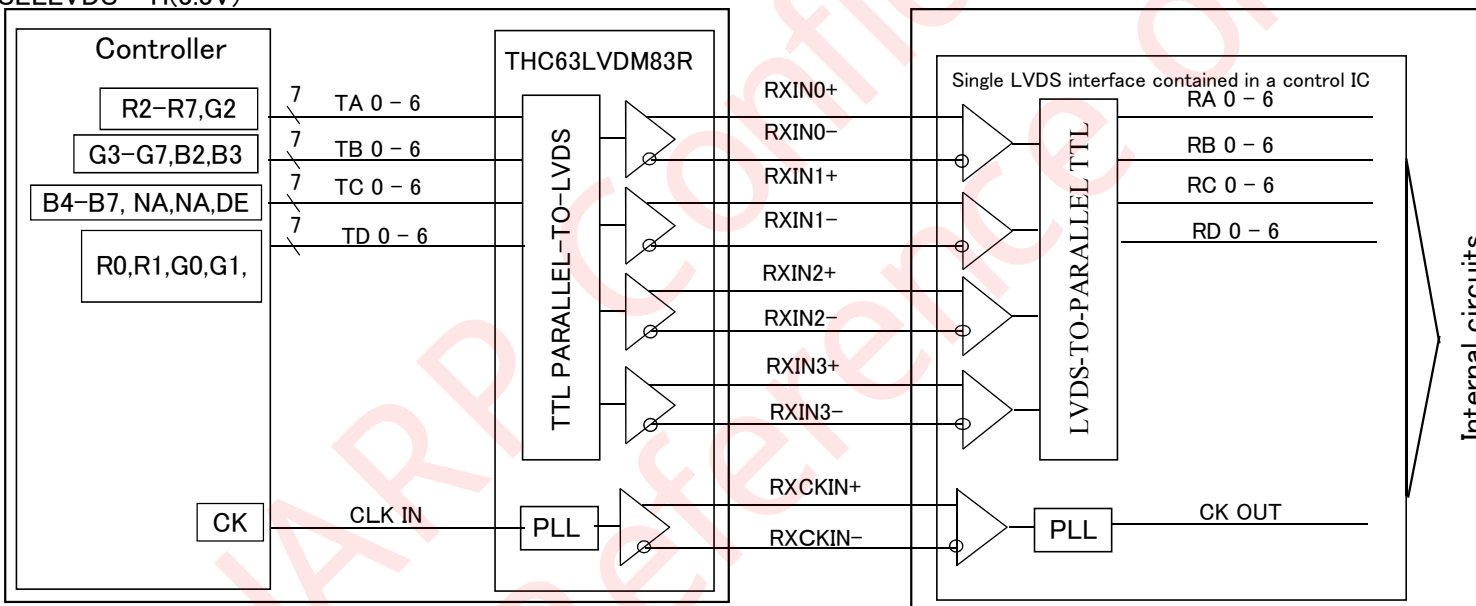 Controller
THC63LVDM83R
Single LVDS interface contained in a control IC
R2-R7,G2
7
TA 0 - 6
RXIN0+
RA 0 - 6
RXIN0-
G3-G7,B2,B3
7
TB 0 - 6
RB 0 - 6
RXIN1+
B4-B7, NA,NA,DE
7
TC 0 - 6
RC 0 - 6
RXIN1-
7
TD 0 - 6
RD 0 - 6
R0,R1,G0,G1,
RXIN2+
RXIN2-
TTL PARALLEL-TO-LVDS
LVDS-TO-PARALLEL TTL
Internal circuits
RXIN3+
RXIN3-
RXCKIN+
CK
CLK IN
PLL
PLL
CK OUT
RXCKIN-